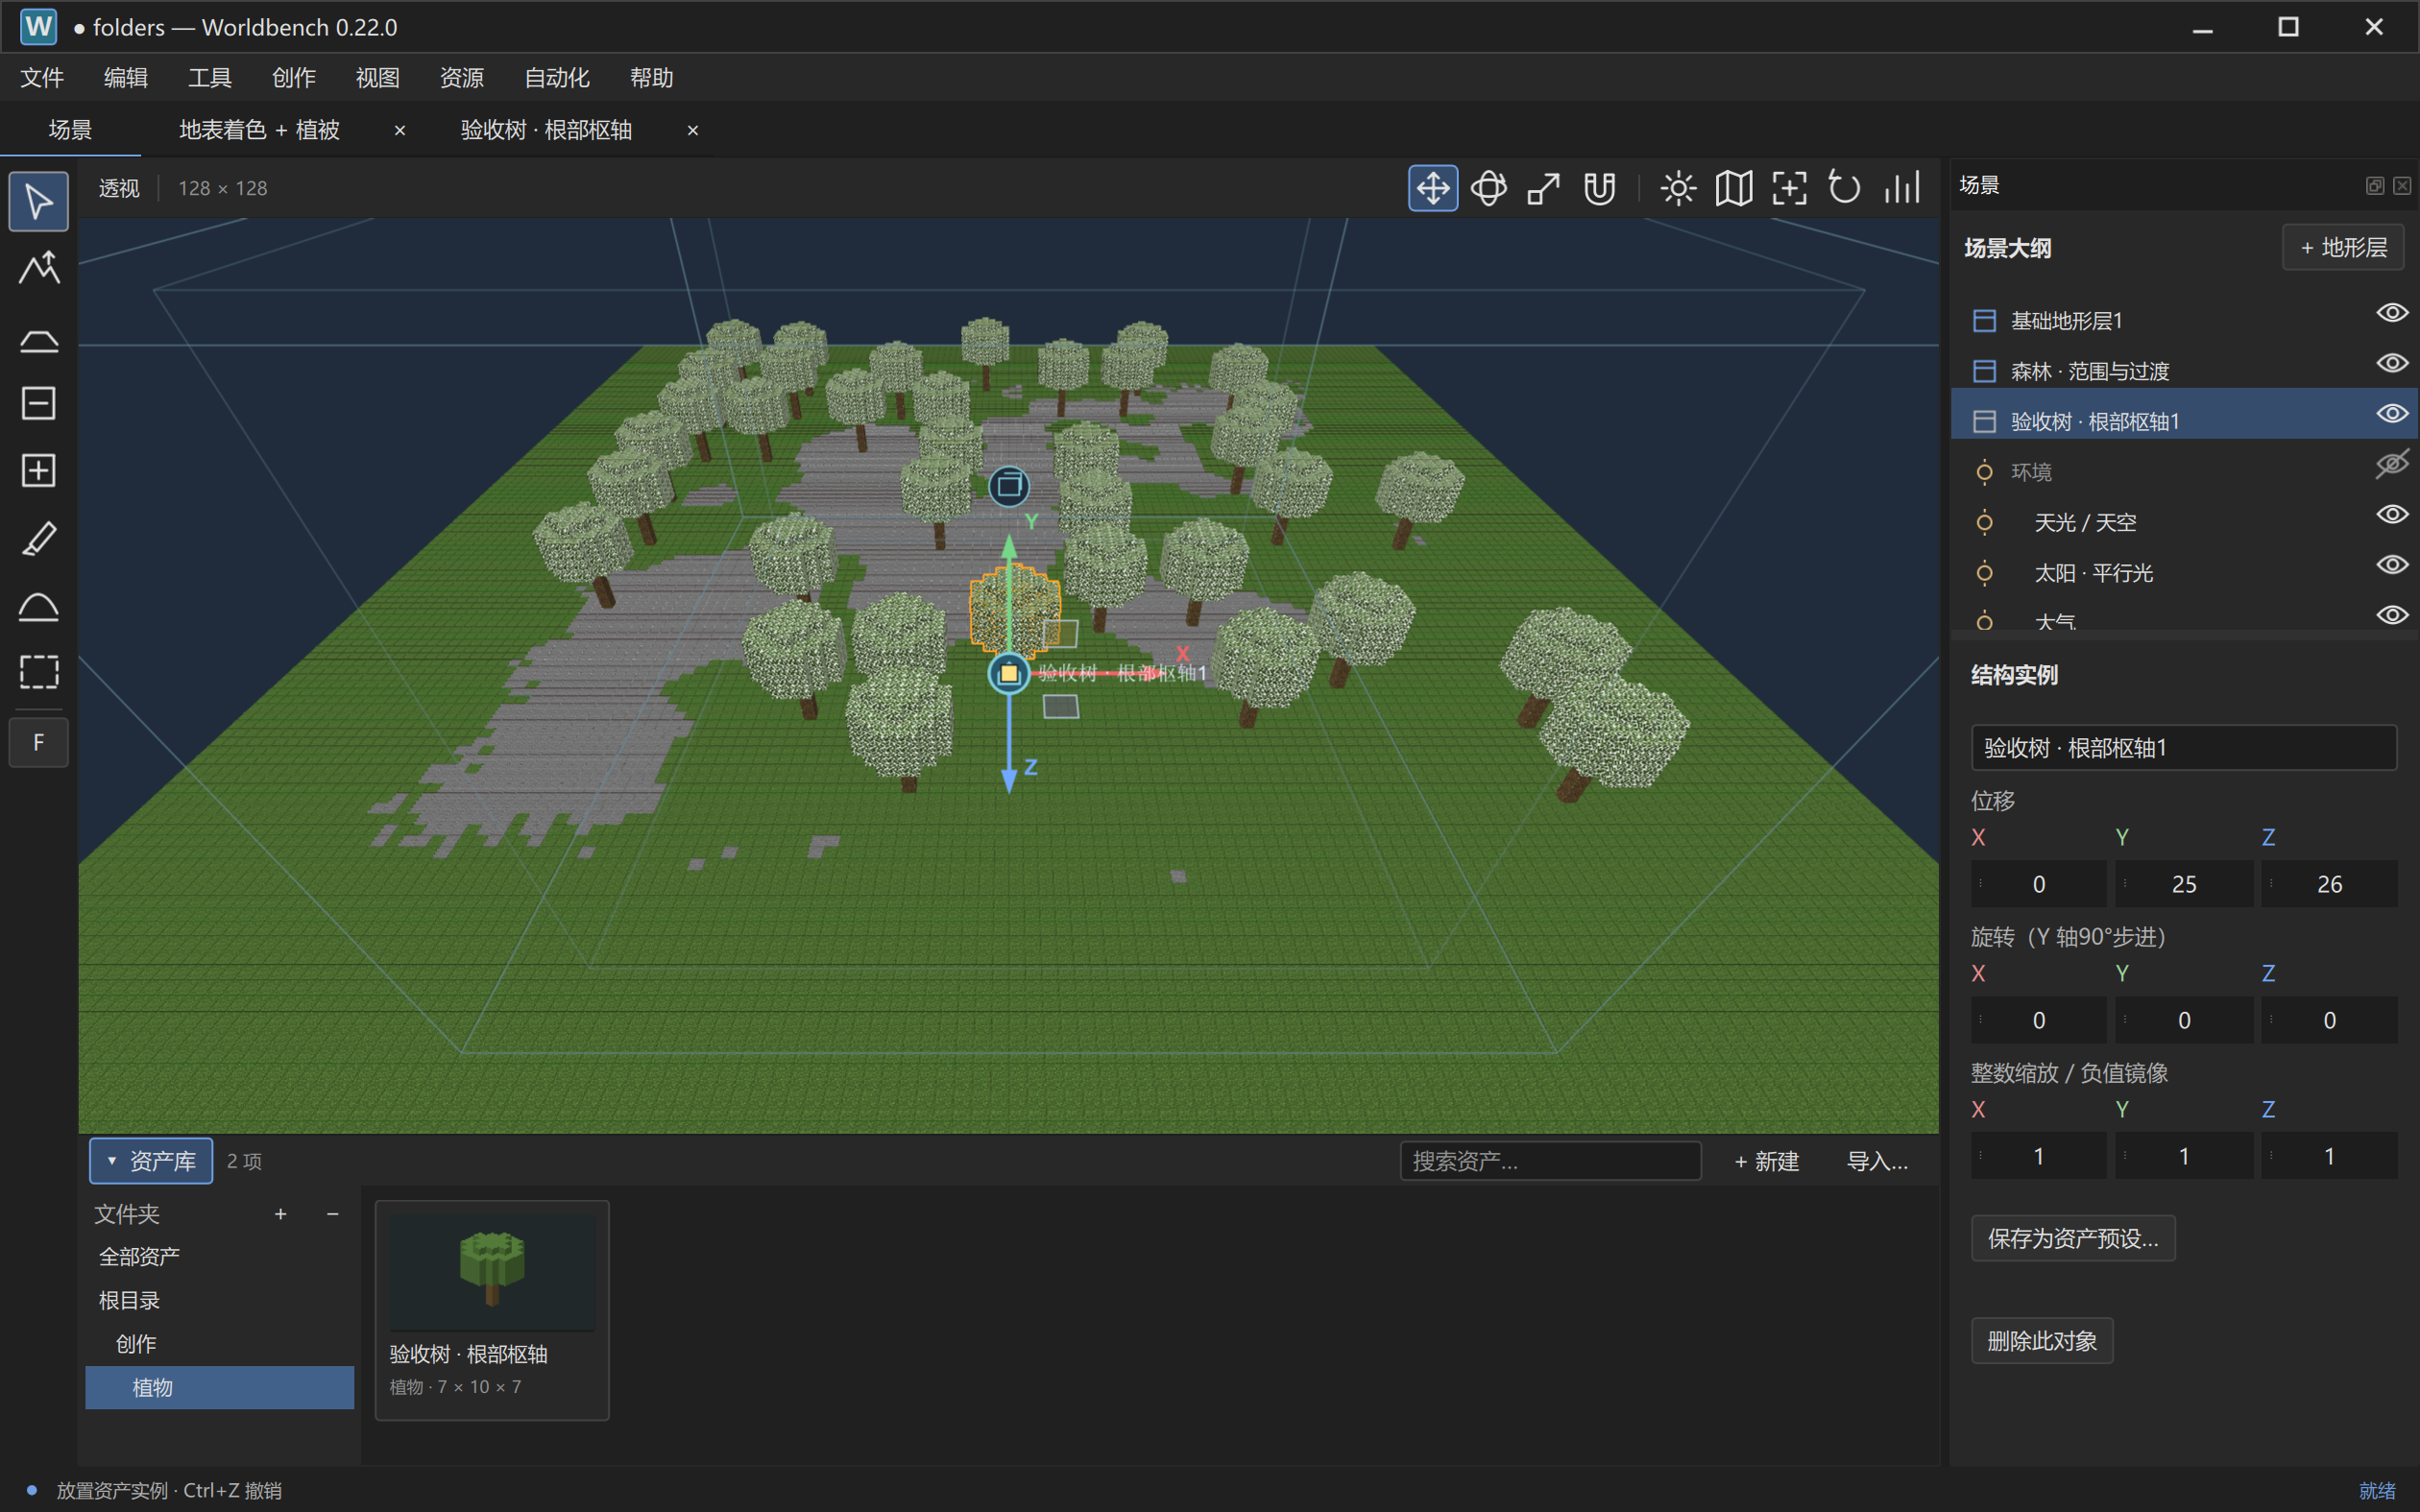 W ● folders — Worldbench 0.22.0
文件 编辑 工具 创作 视图 资源 自动化 帮助
场景 地表着色 + 植被 × 验收树 · 根部枢轴 ×
透视 128 × 128
F
Y
X
验收树 · 根部枢轴1
Z
场景
场景大纲 + 地形层
基础地形层1
森林 · 范围与过渡
验收树 · 根部枢轴1
环境
天光 / 天空
太阳 · 平行光
大气
结构实例
验收树 · 根部枢轴1
位移
X Y Z
0 25 26
旋转（Y 轴90°步进）
X Y Z
0 0 0
整数缩放 / 负值镜像
X Y Z
1 1 1
保存为资产预设...
删除此对象
▾ 资产库 2 项 搜索资产... + 新建 导入...
文件夹 + −
全部资产
根目录
创作
植物
验收树 · 根部枢轴
植物 · 7 × 10 × 7
放置资产实例 · Ctrl+Z 撤销 就绪